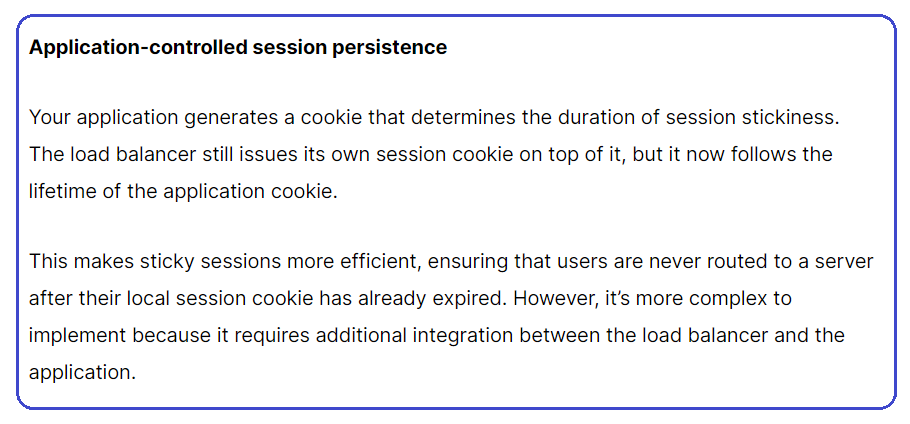 Application-controlled session persistence
Your application generates a cookie that determines the duration of session stickiness.
The load balancer still issues its own session cookie on top of it, but it now follows the
lifetime of the application cookie.
This makes sticky sessions more efficient, ensuring that users are never routed to a server
after their local session cookie has already expired. However, it’s more complex to
implement because it requires additional integration between the load balancer and the
application.